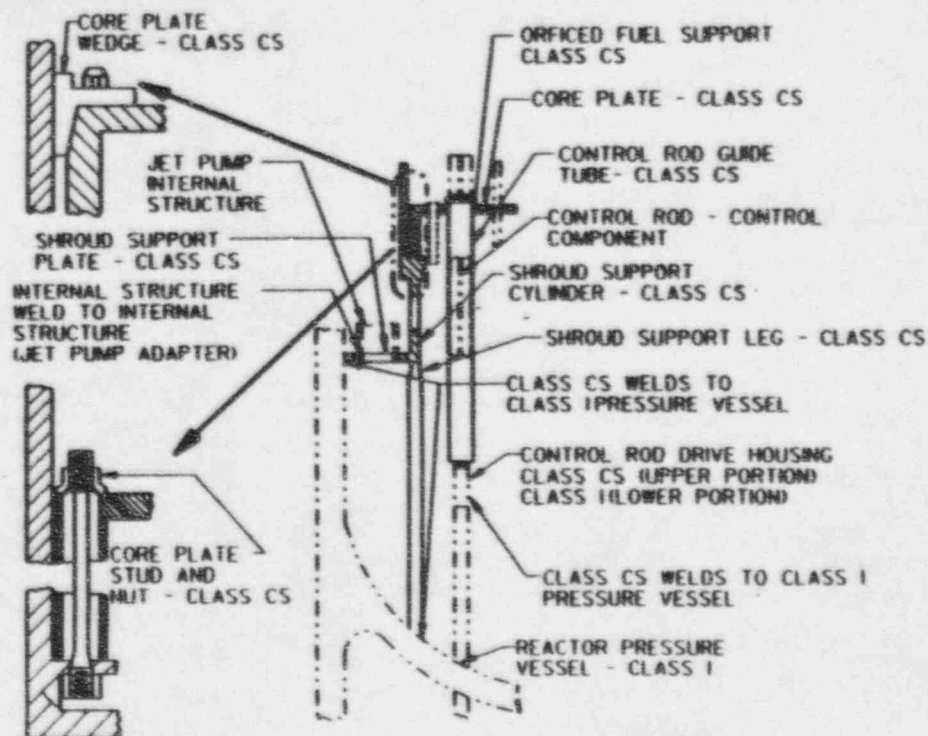 CORE PLATE
WEDGE - CLASS CS
JET PUMP
INTERNAL
STRUCTURE
SHROUD SUPPORT
PLATE - CLASS CS
INTERNAL STRUCTURE
WELD TO INTERNAL
STRUCTURE
(JET PUMP ADAPTER)
CORE PLATE
STUD AND
NUT - CLASS CS
ORIFICED FUEL SUPPORT
CLASS CS
CORE PLATE - CLASS CS
CONTROL ROD GUIDE
TUBE- CLASS CS
CONTROL ROD - CONTROL
COMPONENT
SHROUD SUPPORT
CYLINDER - CLASS CS
SHROUD SUPPORT LEG - CLASS CS
CLASS CS WELDS TO
CLASS I PRESSURE VESSEL
CONTROL ROD DRIVE HOUSING
CLASS CS (UPPER PORTION)
CLASS I (LOWER PORTION)
CLASS CS WELDS TO CLASS I
PRESSURE VESSEL
REACTOR PRESSURE
VESSEL - CLASS I